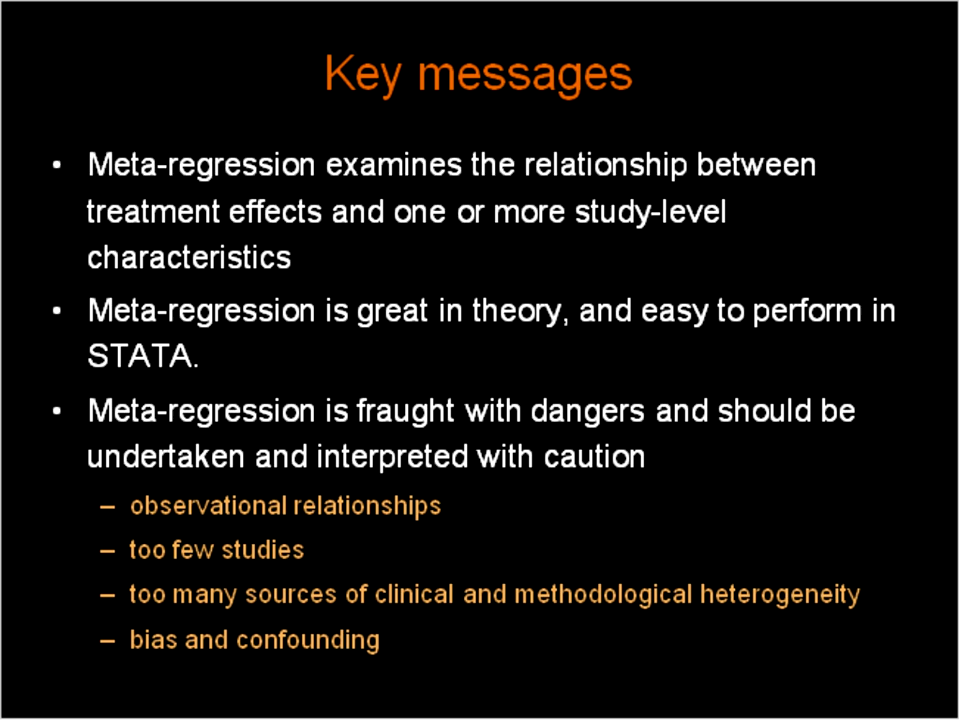 Key messages
• Meta-regression examines the relationship between
treatment effects and one or more study-level
characteristics
• Meta-regression is great in theory, and easy to perform in
STATA.
• Meta-regression is fraught with dangers and should be
undertaken and interpreted with caution
– observational relationships
– too few studies
– too many sources of clinical and methodological heterogeneity
– bias and confounding